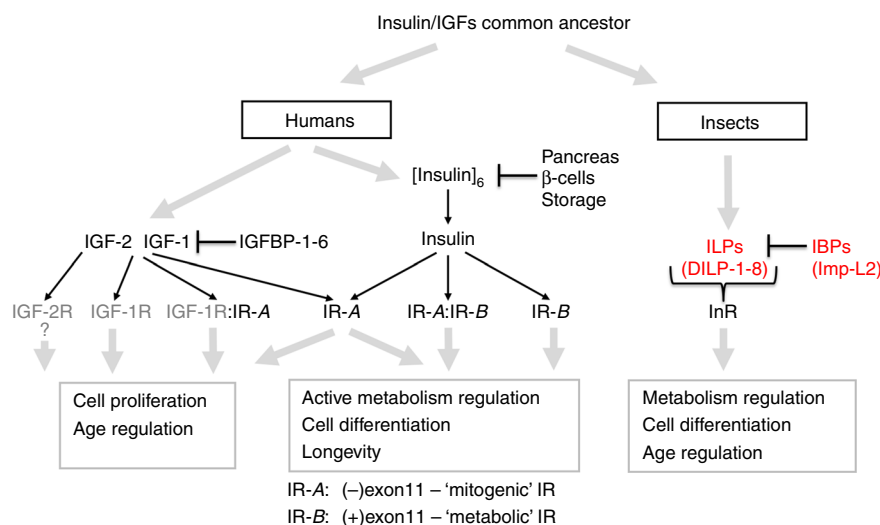 Insulin/IGFs common ancestor
Humans
Insects
[Insulin]6
Pancreas
β-cells
Storage
IGF-2 IGF-1
IGFBP-1-6
Insulin
ILPs
(DILP-1-8)
IBPs
(Imp-L2)
IGF-2R
?
IGF-1R
IGF-1R:IR-A
IR-A
IR-A:IR-B
IR-B
InR
Cell proliferation
Age regulation
Active metabolism regulation
Cell differentiation
Longevity
Metabolism regulation
Cell differentiation
Age regulation
IR-A: (–)exon11 – ‘mitogenic’ IR
IR-B: (+)exon11 – ‘metabolic’ IR